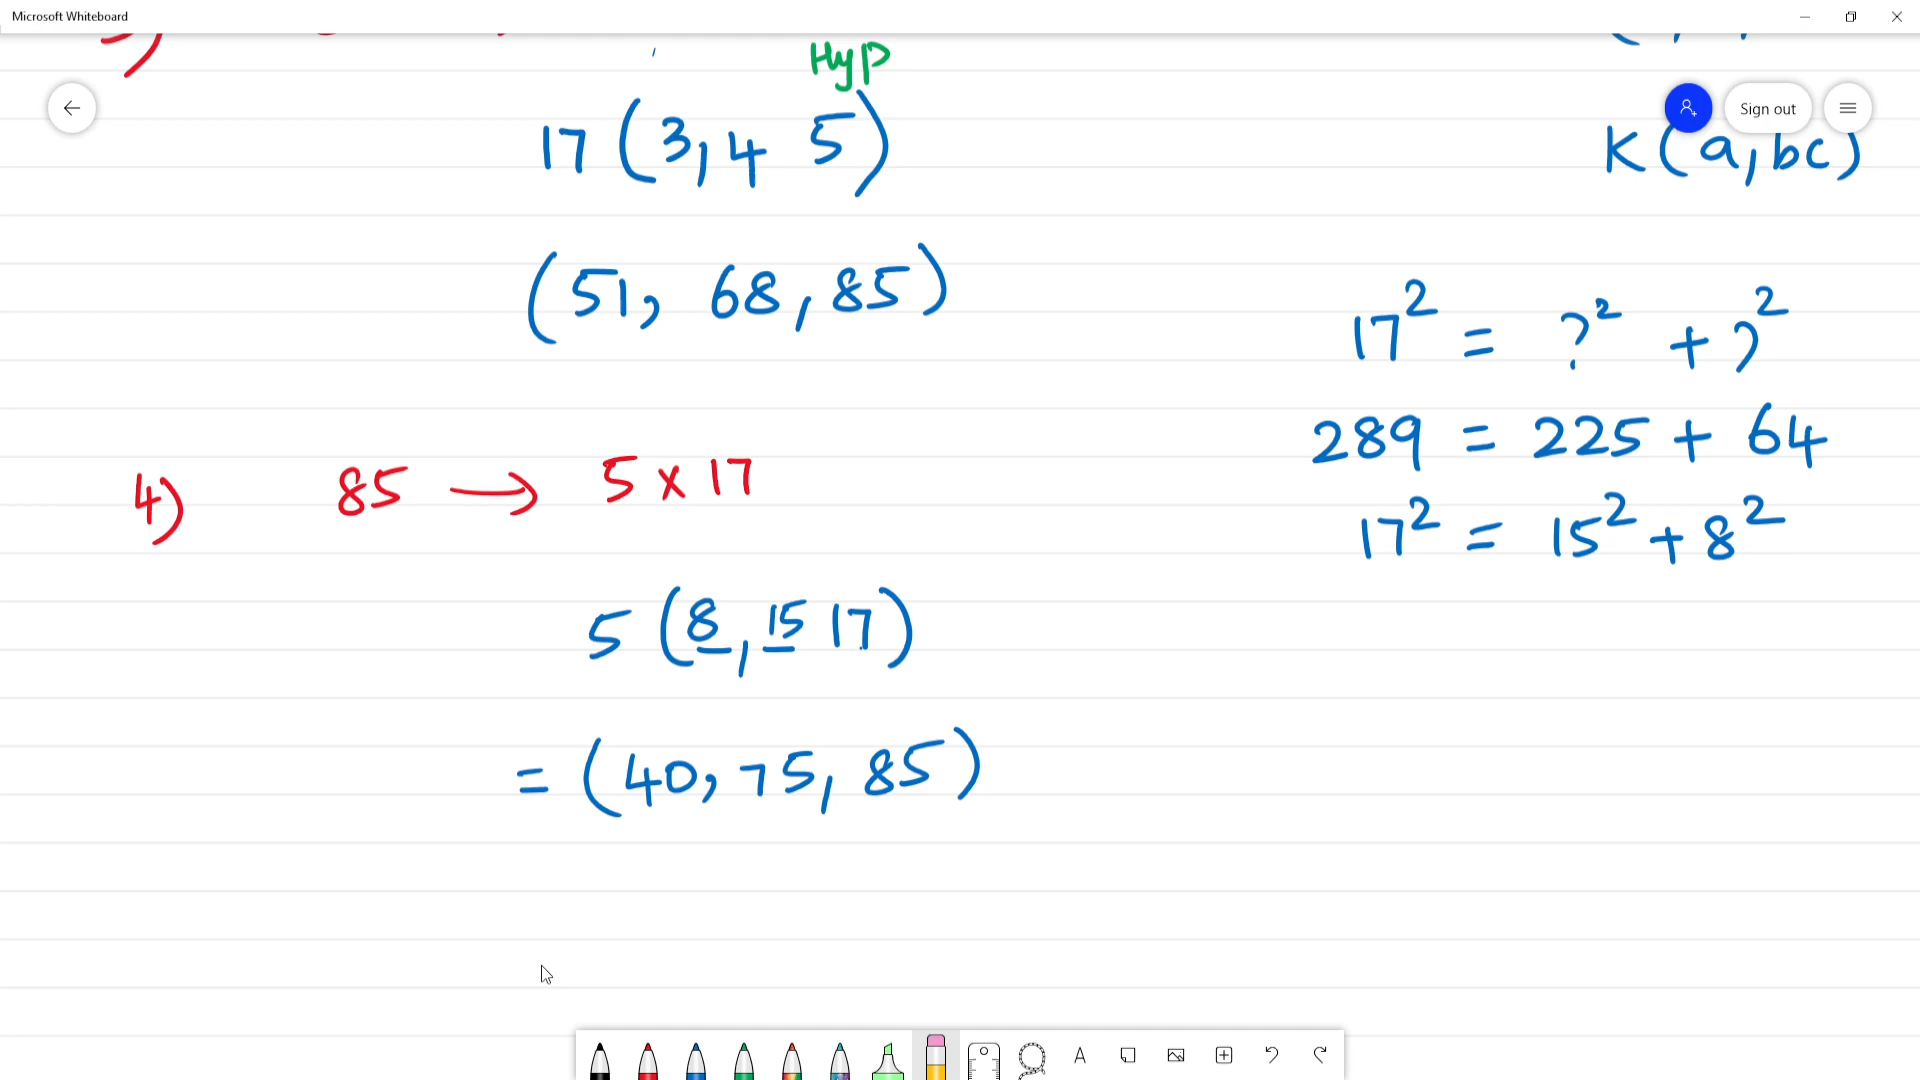 Microsoft Whiteboard
Hyp
17 (3, 4 5)
Sign out
K (a, bc)
(51, 68, 85)
17² = ?² + ?²
289 = 225 + 64
17² = 15² + 8²
4) 85 → 5 x 17
5 (8, 15 17)
= (40, 75, 85)
A